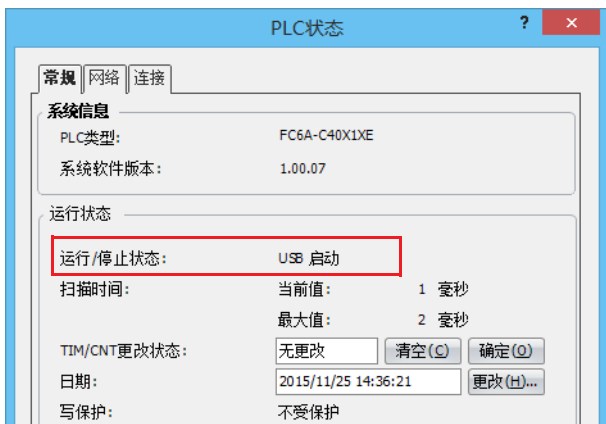 PLC状态 ? ×
常规 网络 连接
系统信息
PLC类型: FC6A-C40X1XE
系统软件版本: 1.00.07
运行状态
运行/停止状态: USB 启动
扫描时间: 当前值: 1 毫秒
最大值: 2 毫秒
TIM/CNT更改状态: 无更改 清空(C) 确定(O)
日期: 2015/11/25 14:36:21 更改(H)...
写保护: 不受保护